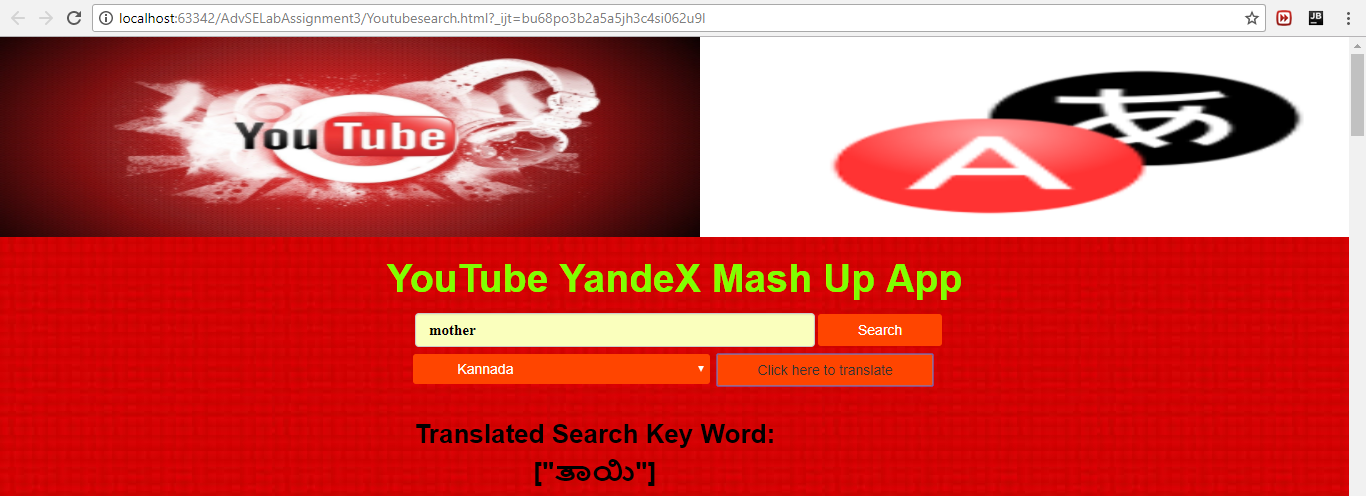 localhost:63342/AdvSELabAssignment3/Youtubesearch.html?_ijt=bu68po3b2a5a5jh3c4si062u9l
JB
YouTube
あ
A
YouTube YandeX Mash Up App
mother Search
Kannada Click here to translate
Translated Search Key Word:
["ತಾಯಿ"]